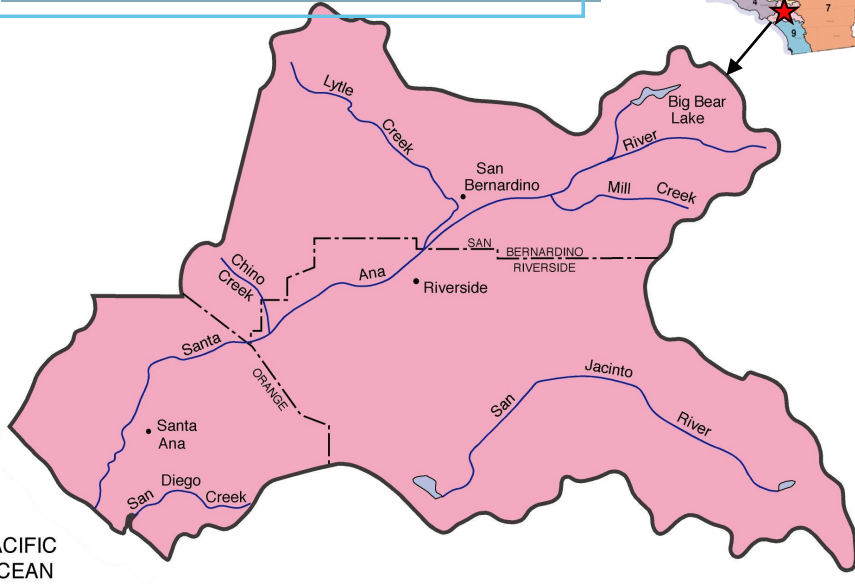 4
7
9
Lytle
Creek
Big Bear
Lake
River
San
Bernardino
Mill Creek
SAN BERNARDINO
RIVERSIDE
Chino
Creek
Ana
Riverside
Santa
ORANGE
San Jacinto River
Santa
Ana
San Diego Creek
ACIFIC
CEAN